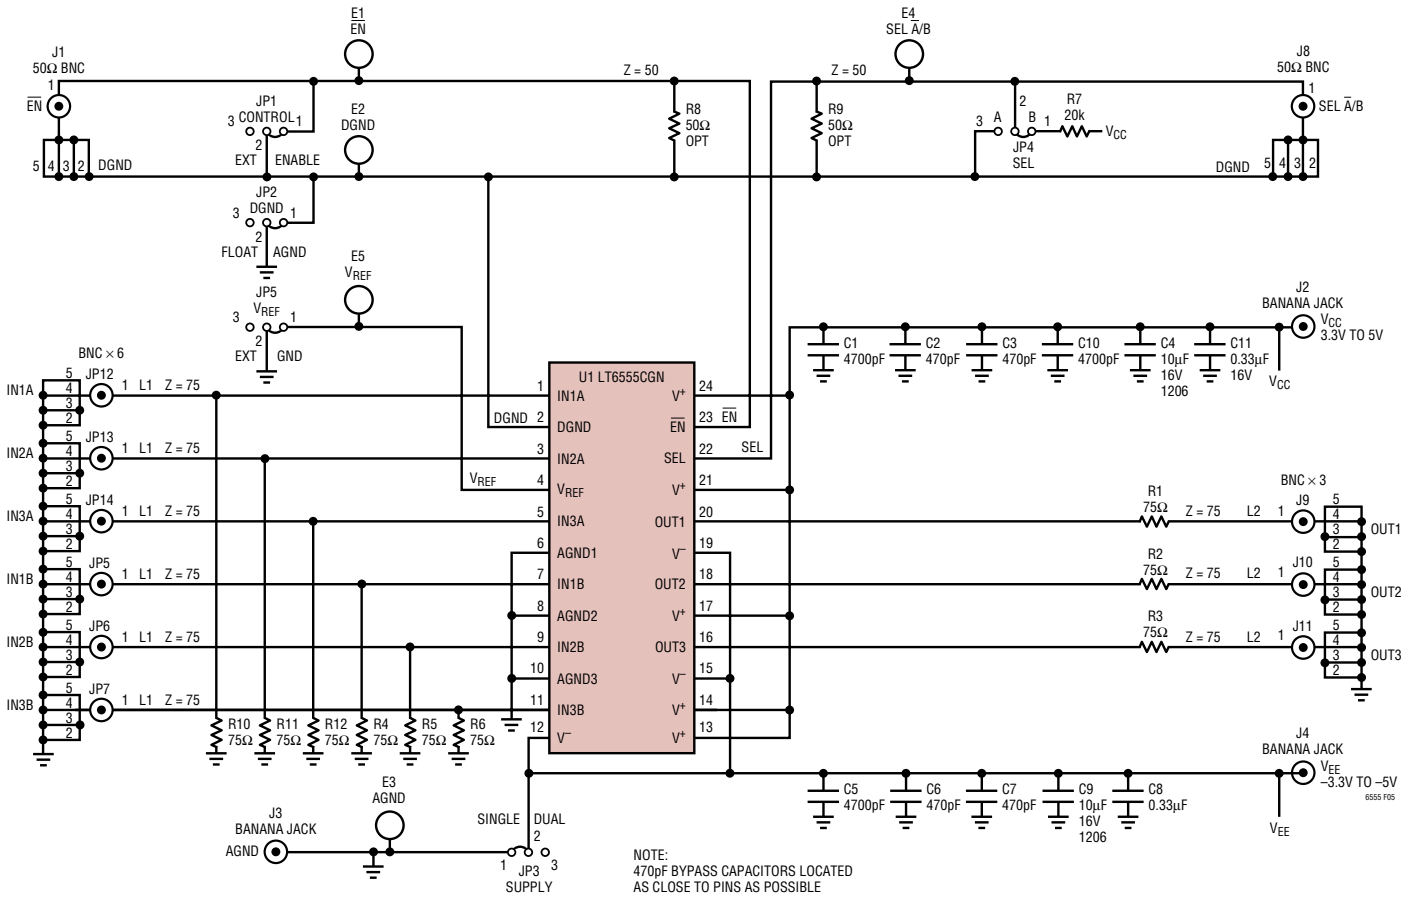 E1
EN
E4
SEL A/B
J1
50Ω BNC
J8
50Ω BNC
Z = 50
Z = 50
1
EN
1
SEL A/B
JP1
CONTROL
3
1
2
EXT
ENABLE
E2
DGND
R8
50Ω
OPT
R9
50Ω
OPT
2
3
A
B
1
R7
20k
VCC
JP4
SEL
5
4
3
2
DGND
DGND
5
4
3
2
JP2
DGND
3
1
2
FLOAT
AGND
E5
VREF
JP5
VREF
3
1
2
EXT
GND
J2
BANANA JACK
VCC
3.3V TO 5V
C1
4700pF
C2
470pF
C3
470pF
C10
4700pF
C4
10µF
16V
1206
C11
0.33µF
16V
VCC
BNC × 6
U1 LT6555CGN
IN1A
5
4
3
2
JP12
1
L1
Z = 75
1
IN1A
V+
24
DGND
2
DGND
EN
23
EN
IN2A
5
4
3
2
JP13
1
L1
Z = 75
3
IN2A
SEL
22
SEL
VREF
4
VREF
V+
21
IN3A
5
4
3
2
JP14
1
L1
Z = 75
5
IN3A
OUT1
20
R1
75Ω
Z = 75
L2
1
BNC × 3
J9
5
4
3
2
OUT1
6
AGND1
V–
19
IN1B
5
4
3
2
JP5
1
L1
Z = 75
7
IN1B
OUT2
18
R2
75Ω
Z = 75
L2
1
J10
5
4
3
2
OUT2
8
AGND2
V+
17
IN2B
5
4
3
2
JP6
1
L1
Z = 75
9
IN2B
OUT3
16
R3
75Ω
Z = 75
L2
1
J11
5
4
3
2
OUT3
10
AGND3
V–
15
IN3B
5
4
3
2
JP7
1
L1
Z = 75
11
IN3B
V+
14
12
V–
V+
13
R10
75Ω
R11
75Ω
R12
75Ω
R4
75Ω
R5
75Ω
R6
75Ω
J4
BANANA JACK
VEE
–3.3V TO –5V
6555 F05
C5
4700pF
C6
470pF
C7
470pF
C9
10µF
16V
1206
C8
0.33µF
VEE
E3
AGND
J3
BANANA JACK
AGND
SINGLE
DUAL
2
1
3
JP3
SUPPLY
NOTE:
470pF BYPASS CAPACITORS LOCATED
AS CLOSE TO PINS AS POSSIBLE